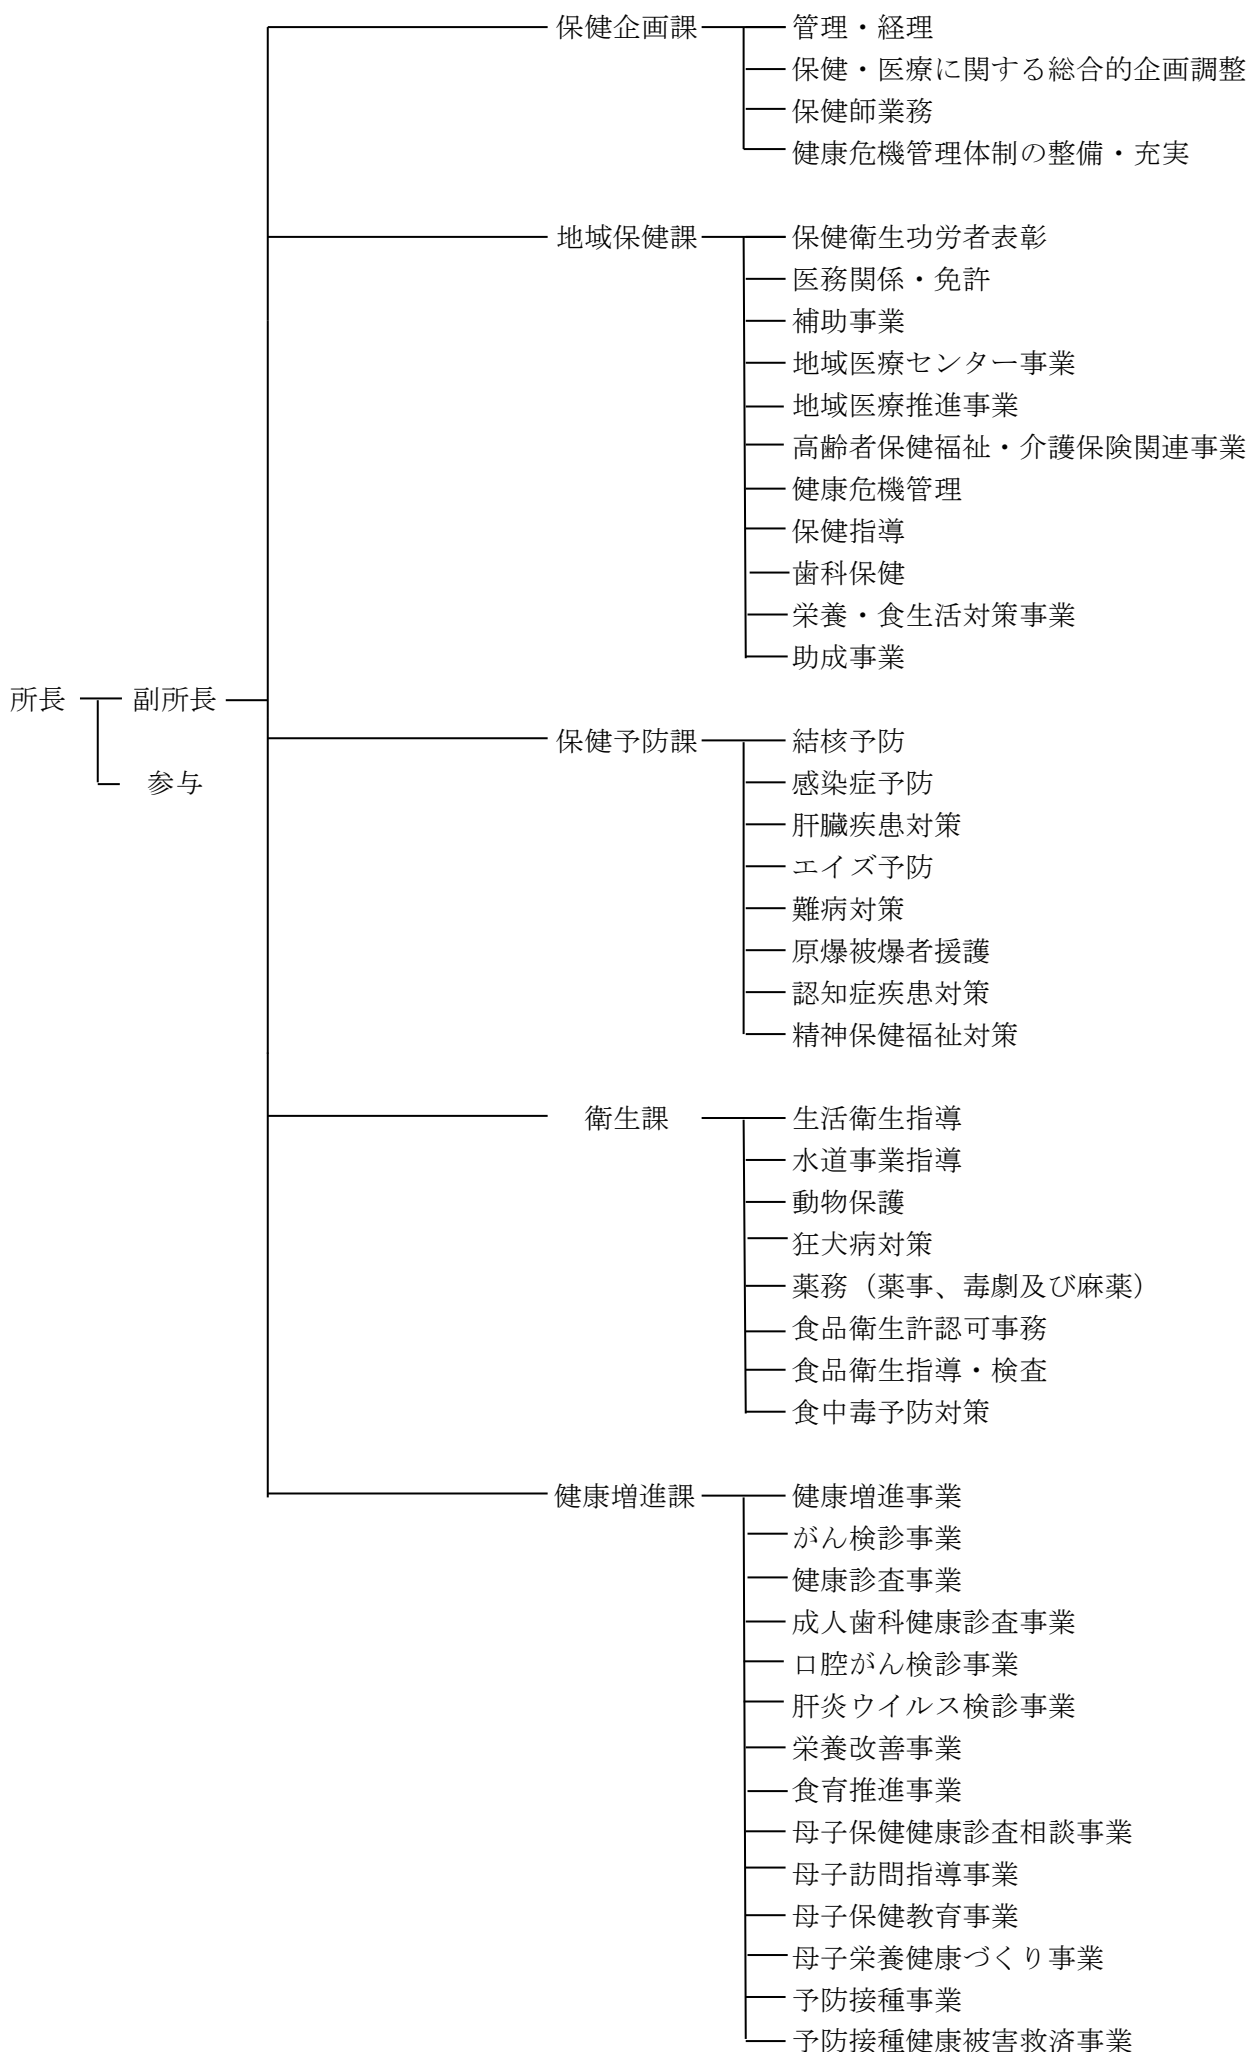 保健企画課 管理・経理
保健・医療に関する総合的企画調整
保健師業務
健康危機管理体制の整備・充実
地域保健課 保健衛生功労者表彰
医務関係・免許
補助事業
地域医療センター事業
地域医療推進事業
高齢者保健福祉・介護保険関連事業
健康危機管理
保健指導
歯科保健
栄養・食生活対策事業
助成事業
所長 副所長
保健予防課 結核予防
参与 感染症予防
肝臓疾患対策
エイズ予防
難病対策
原爆被爆者援護
認知症疾患対策
精神保健福祉対策
衛生課 生活衛生指導
水道事業指導
動物保護
狂犬病対策
薬務（薬事、毒劇及び麻薬）
食品衛生許認可事務
食品衛生指導・検査
食中毒予防対策
健康増進課 健康増進事業
がん検診事業
健康診査事業
成人歯科健康診査事業
口腔がん検診事業
肝炎ウイルス検診事業
栄養改善事業
食育推進事業
母子保健健康診査相談事業
母子訪問指導事業
母子保健教育事業
母子栄養健康づくり事業
予防接種事業
予防接種健康被害救済事業